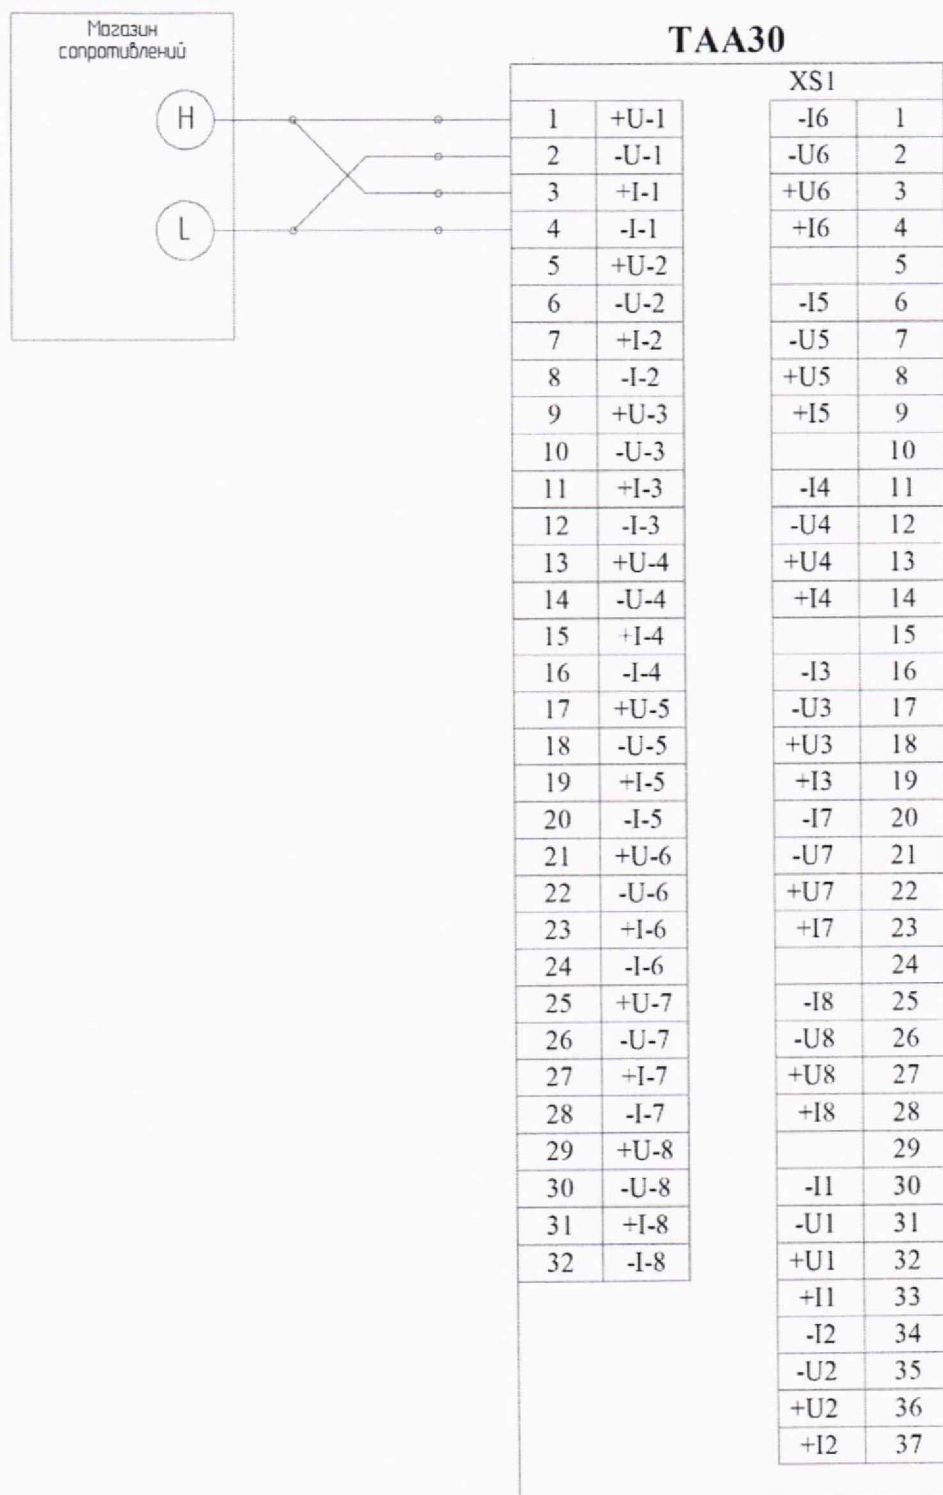 Магазин
сопротивлений
TAA30
XS1
H
L
1 +U-1 -I6 1
2 -U-1 -U6 2
3 +I-1 +U6 3
4 -I-1 +I6 4
5 +U-2 5
6 -U-2 -I5 6
7 +I-2 -U5 7
8 -I-2 +U5 8
9 +U-3 +I5 9
10 -U-3 10
11 +I-3 -I4 11
12 -I-3 -U4 12
13 +U-4 +U4 13
14 -U-4 +I4 14
15 +I-4 15
16 -I-4 -I3 16
17 +U-5 -U3 17
18 -U-5 +U3 18
19 +I-5 +I3 19
20 -I-5 -I7 20
21 +U-6 -U7 21
22 -U-6 +U7 22
23 +I-6 +I7 23
24 -I-6 24
25 +U-7 -I8 25
26 -U-7 -U8 26
27 +I-7 +U8 27
28 -I-7 +I8 28
29 +U-8 29
30 -U-8 -I1 30
31 +I-8 -U1 31
32 -I-8 +U1 32
+I1 33
-I2 34
-U2 35
+U2 36
+I2 37